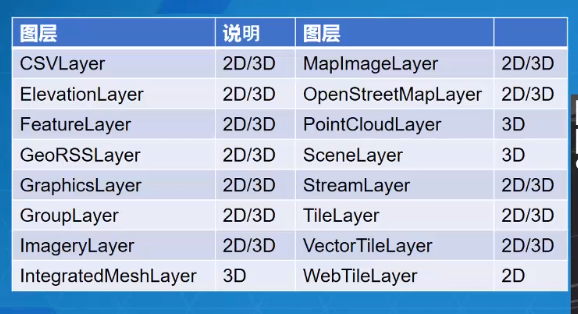 图层 说明 图层
CSVLayer 2D/3D MapImageLayer 2D/3D
ElevationLayer 2D/3D OpenStreetMapLayer 2D/3D
FeatureLayer 2D/3D PointCloudLayer 3D
GeoRSSLayer 2D/3D SceneLayer 3D
GraphicsLayer 2D/3D StreamLayer 2D/3D
GroupLayer 2D/3D TileLayer 2D/3D
ImageryLayer 2D/3D VectorTileLayer 2D/3D
IntegratedMeshLayer 3D WebTileLayer 2D